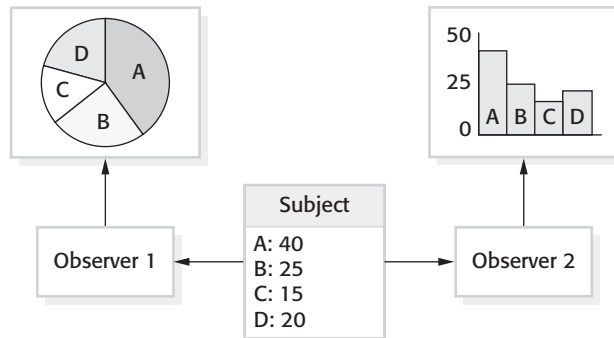 D
A
C
B
50
25
0
A B C D
Observer 1
Subject
A: 40
B: 25
C: 15
D: 20
Observer 2